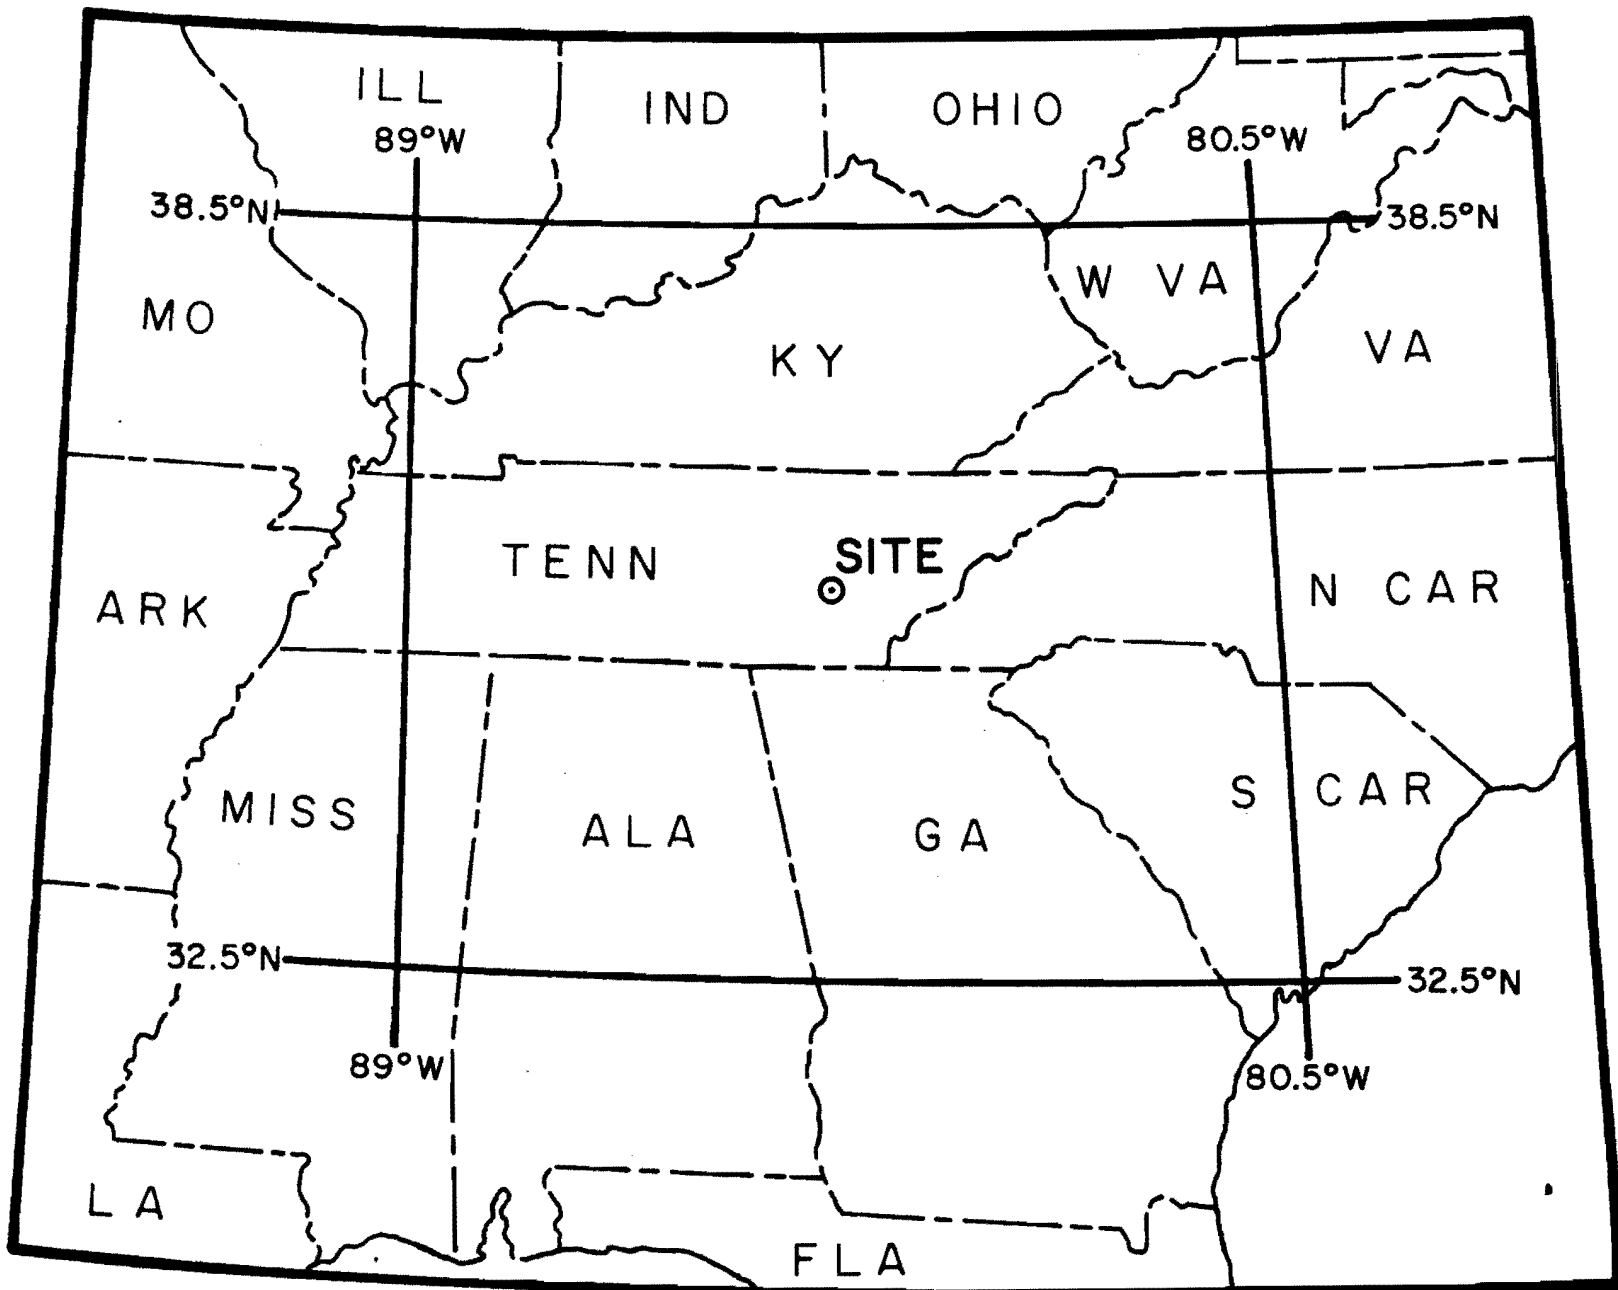 ILL
IND
OHIO
89°W
80.5°W
38.5°N
38.5°N
W VA
MO
KY
VA
TENN
SITE
ARK
N CAR
MISS
ALA
GA
S CAR
32.5°N
32.5°N
89°W
80.5°W
LA
FLA